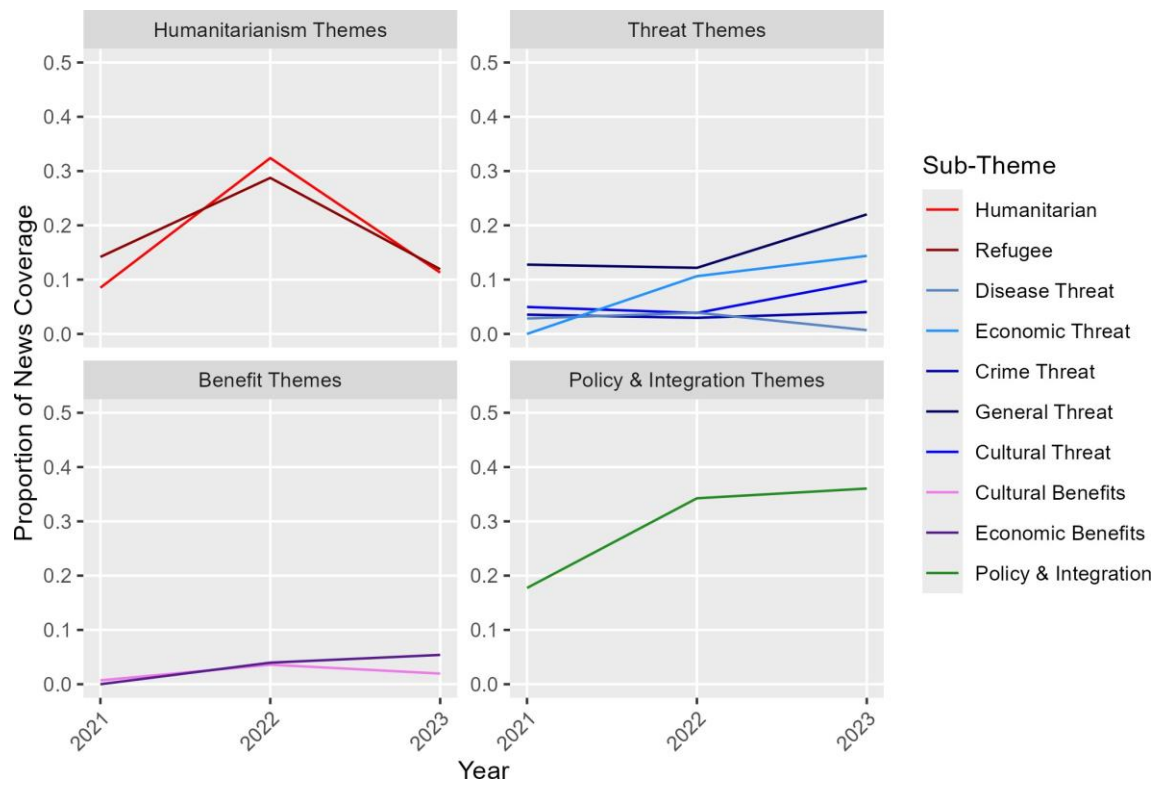 Humanitarianism Themes
Threat Themes
0.5
0.4
0.3
0.2
0.1
0.0
0.5
0.4
0.3
0.2
0.1
0.0
Benefit Themes
Policy & Integration Themes
0.5
0.4
0.3
0.2
0.1
0.0
0.5
0.4
0.3
0.2
0.1
0.0
2021
2022
2023
2021
2022
2023
Year
Proportion of News Coverage
Sub-Theme
Humanitarian
Refugee
Disease Threat
Economic Threat
Crime Threat
General Threat
Cultural Threat
Cultural Benefits
Economic Benefits
Policy & Integration